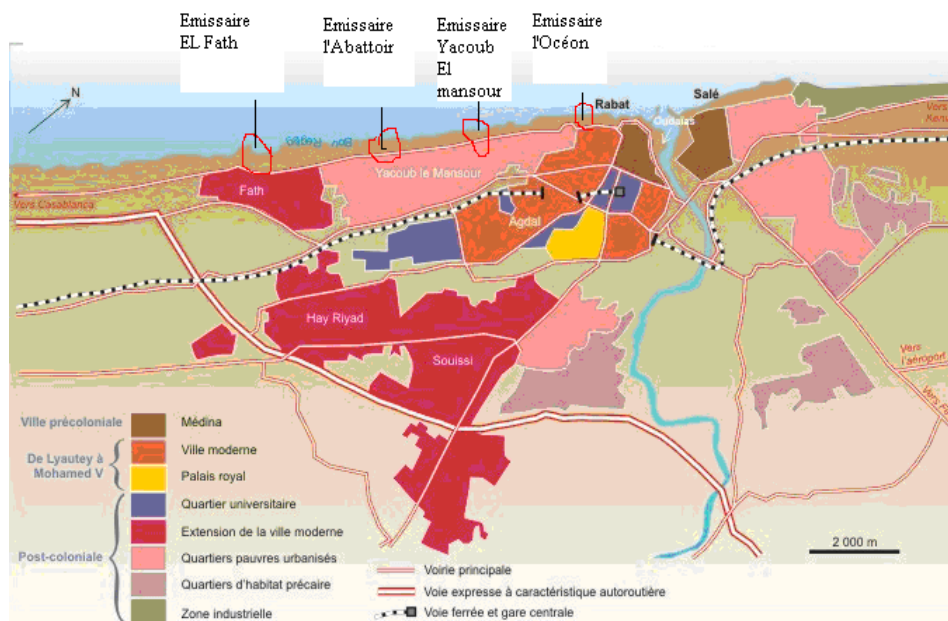 Emissaire
EL Fath
Emissaire
l'Abattoir
Emissaire
Yacoub
El
mansour
Emissaire
l'Océon
N
Rabat
Salé
Oudaïas
Vers
Bou Regreg
Yacoub le Mansour
Fath
Vers Casablanca
Agdal
Hay Riyad
Souissi
Vers
l'aéroport
Ville précoloniale
Médina
De Lyautey à
Mohamed V
Ville moderne
Palais royal
Post-coloniale
Quartier universitaire
Extension de la ville moderne
Quartiers pauvres urbanisés
Quartiers d'habitat précaire
Zone industrielle
Voirie principale
Voie expresse à caractéristique autoroutière
Voie ferrée et gare centrale
2 000 m